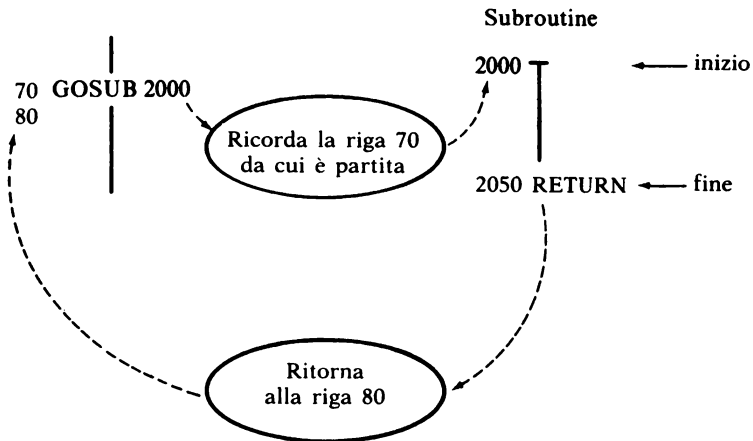 Subroutine
70 GOSUB 2000
80
Ricorda la riga 70
da cui è partita
2000
inizio
2050 RETURN
fine
Ritorna
alla riga 80